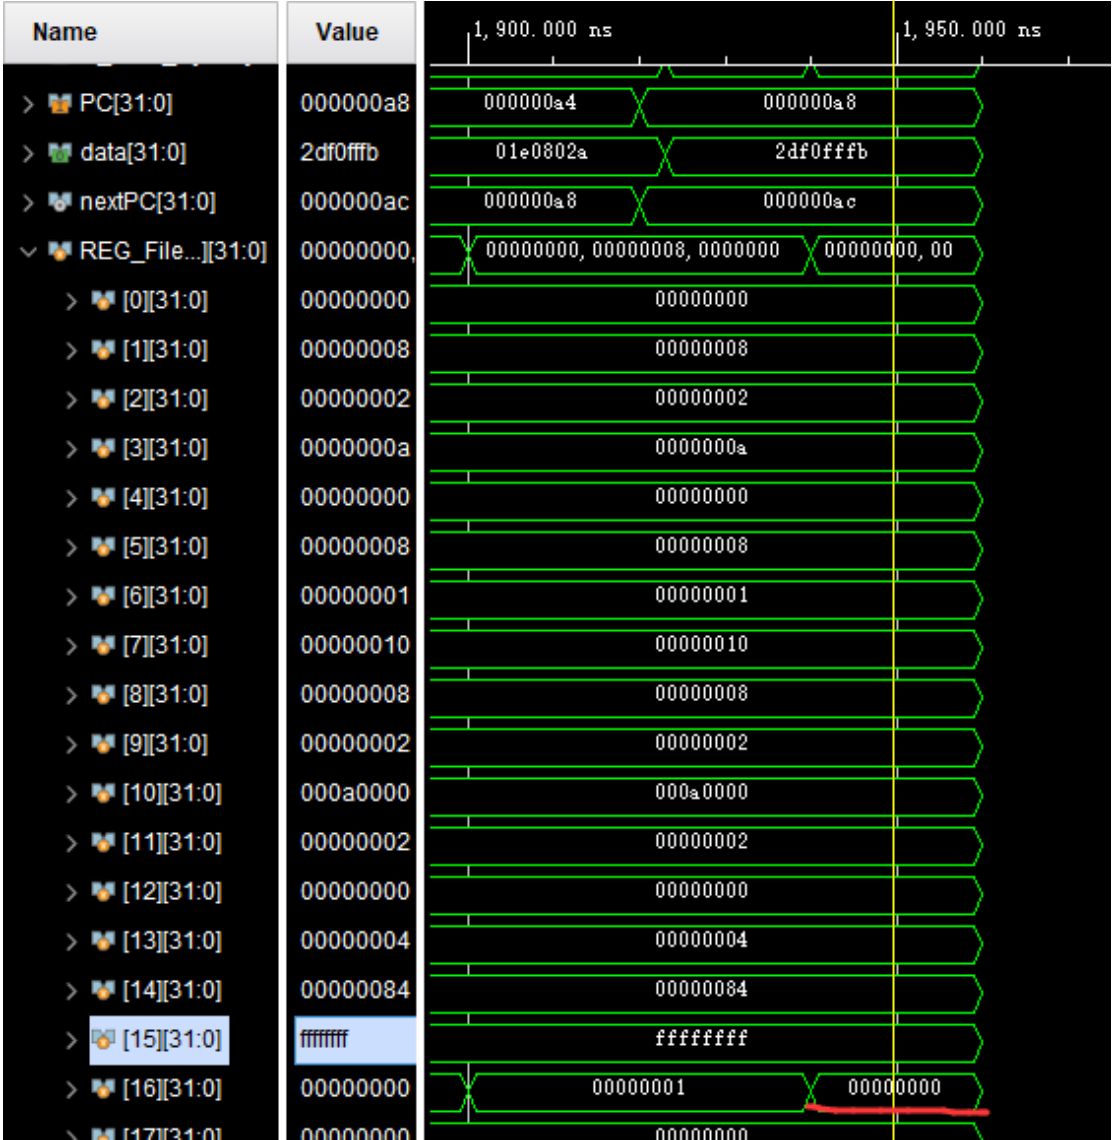 Name Value 1,900.000 ns 1,950.000 ns
PC[31:0] 000000a8 000000a4 000000a8
data[31:0] 2df0fffb 01e0802a 2df0fffb
nextPC[31:0] 000000ac 000000a8 000000ac
REG_File...][31:0] 00000000, 00000000, 00000008, 0000000 00000000, 00
[0][31:0] 00000000 00000000
[1][31:0] 00000008 00000008
[2][31:0] 00000002 00000002
[3][31:0] 0000000a 0000000a
[4][31:0] 00000000 00000000
[5][31:0] 00000008 00000008
[6][31:0] 00000001 00000001
[7][31:0] 00000010 00000010
[8][31:0] 00000008 00000008
[9][31:0] 00000002 00000002
[10][31:0] 000a0000 000a0000
[11][31:0] 00000002 00000002
[12][31:0] 00000000 00000000
[13][31:0] 00000004 00000004
[14][31:0] 00000084 00000084
[15][31:0] ffffffff ffffffff
[16][31:0] 00000000 00000001 00000000
[17][31:0] 00000000 00000000